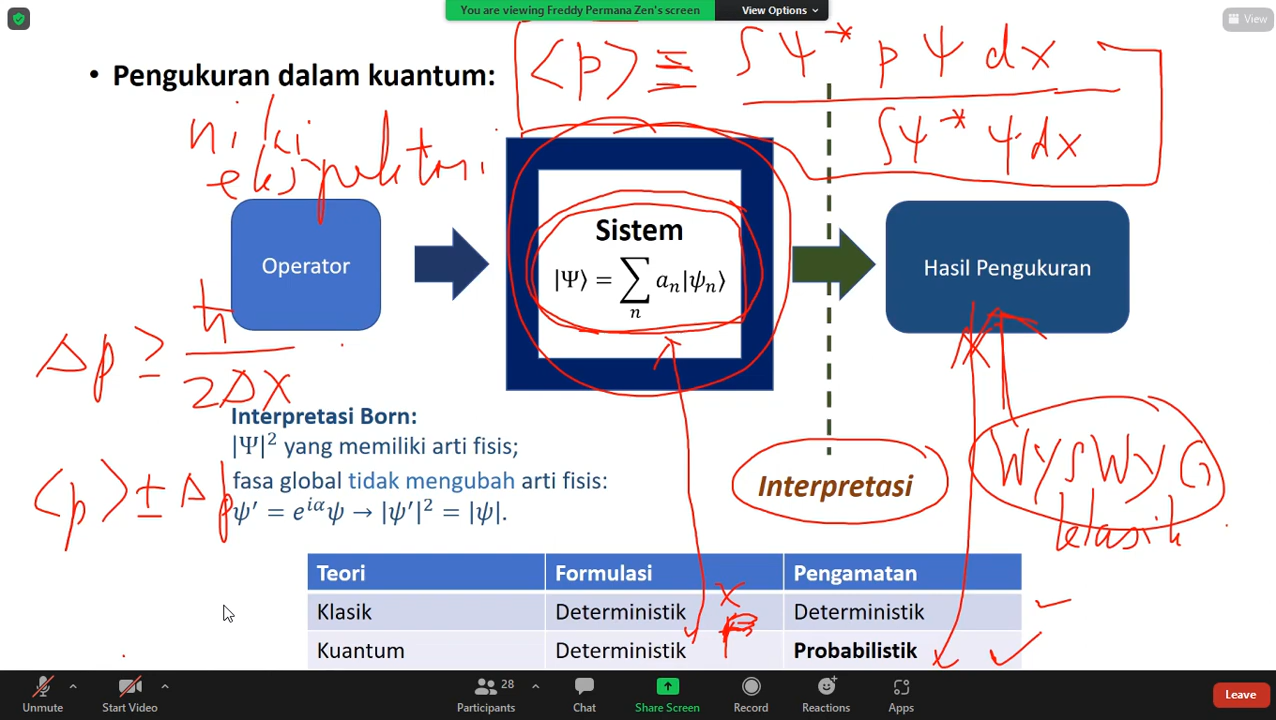 You are viewing Freddy Permana Zen's screen
View Options
View
• Pengukuran dalam kuantum:
<p> ≡ ∫Ψ* p Ψ dx
∫Ψ* Ψ dx
ekspektasi
Operator
Sistem
|Ψ⟩ = ∑ₙ aₙ|ψₙ⟩
Hasil Pengukuran
Δp ≥ ħ
2Δx
Interpretasi Born:
|Ψ|² yang memiliki arti fisis;
fasa global tidak mengubah arti fisis:
ψ′ = e^{iα}ψ → |ψ′|² = |ψ|.
<p> ± Δp
Interpretasi
WYSWYG
klasik
Teori Formulasi Pengamatan
Klasik Deterministik Deterministik
Kuantum Deterministik Probabilistik
x
Unmute
Start Video
28
Participants
Chat
Share Screen
Record
Reactions
Apps
Leave